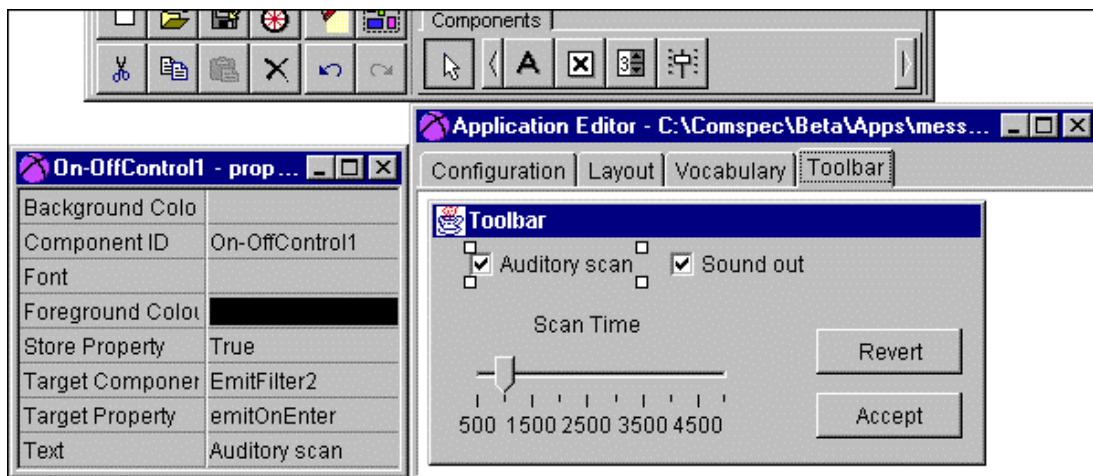 Components
A
3
Application Editor - C:\Comspec\Beta\Apps\mess...
On-OffControl1 - prop ...
Configuration Layout Vocabulary Toolbar
Background Colo
Component ID On-OffControl1
Font
Foreground Colou
Store Property True
Target Componer EmitFilter2
Target Property emitOnEnter
Text Auditory scan
Toolbar
Auditory scan Sound out
Scan Time
Revert
500 1500 2500 3500 4500
Accept